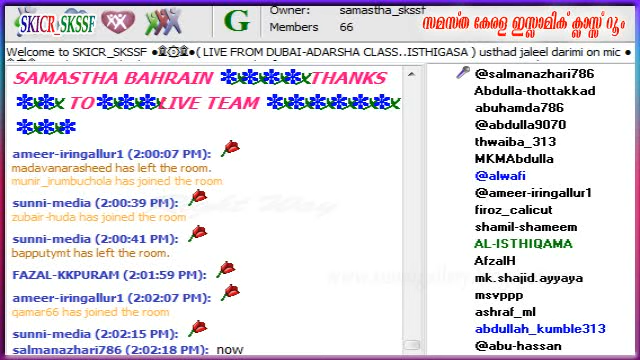 SKICR_SKSSF
G
Owner: samastha_skssf
Members 66
സമസ്ത കേരള ഇസ്ലാമിക് ക്ലാസ്സ് റൂം
Welcome to SKICR_SKSSF ( LIVE FROM DUBAI-ADARSHA CLASS..ISTHIGASA ) usthad jaleel darimi on mic
SAMASTHA BAHRAIN THANKS
TO LIVE TEAM
ameer-iringallur1 (2:00:07 PM):
madavanarasheed has left the room.
munir_irumbuchola has joined the room
sunni-media (2:00:39 PM):
zubair-huda has joined the room
sunni-media (2:00:41 PM):
bapputymt has left the room.
FAZAL-KKPURAM (2:01:59 PM):
ameer-iringallur1 (2:02:07 PM):
qamar66 has joined the room
sunni-media (2:02:15 PM):
salmanazhari786 (2:02:18 PM): now
@salmanazhari786
Abdulla-thottakkad
abuhamda786
@abdulla9070
thwaiba_313
MKMAbdulla
@alwafi
@ameer-iringallur1
firoz_calicut
shamil-shameem
AL-ISTHIQAMA
AfzalH
mk.shajid.ayyaya
msvppp
ashraf_ml
abdullah_kumble313
@abu-hassan